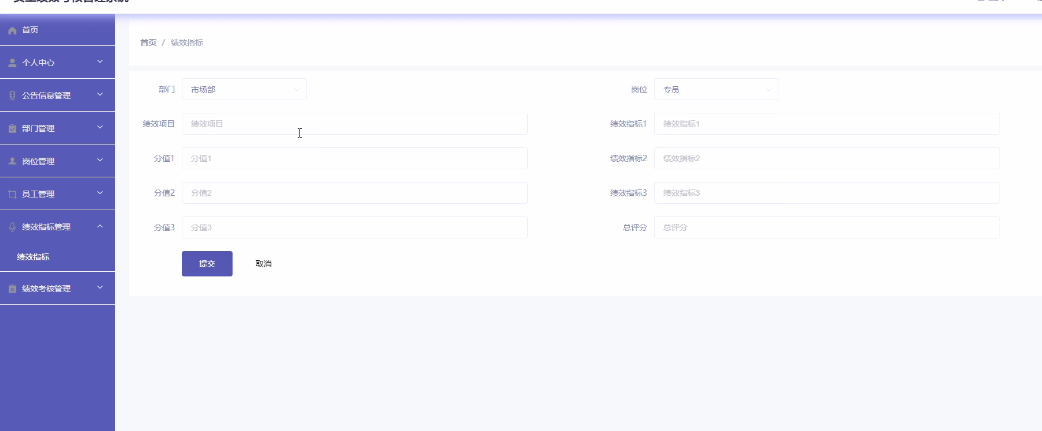 首页
个人中心
公告信息管理
部门管理
岗位管理
员工管理
绩效指标管理
绩效指标
绩效考核管理
首页 / 绩效指标
部门 市场部 岗位 专员
绩效项目 绩效项目 绩效指标1 绩效指标1
分值1 分值1 绩效指标2 绩效指标2
分值2 分值2 绩效指标3 绩效指标3
分值3 分值3 总评分 总评分
提交 取消